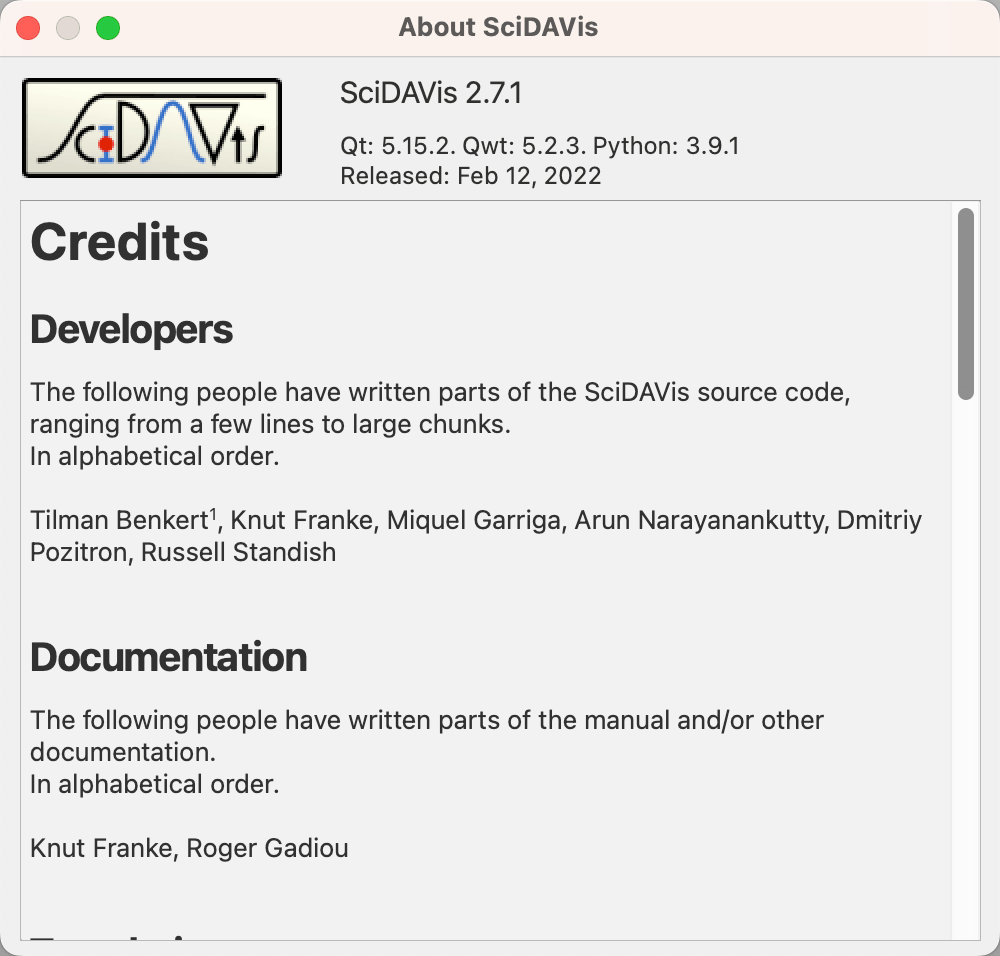 About SciDAVis
SciDAVis
SciDAVis 2.7.1
Qt: 5.15.2. Qwt: 5.2.3. Python: 3.9.1
Released: Feb 12, 2022
Credits
Developers
The following people have written parts of the SciDAVis source code,
ranging from a few lines to large chunks.
In alphabetical order.
Tilman Benkert¹, Knut Franke, Miquel Garriga, Arun Narayanankutty, Dmitriy
Pozitron, Russell Standish
Documentation
The following people have written parts of the manual and/or other
documentation.
In alphabetical order.
Knut Franke, Roger Gadiou